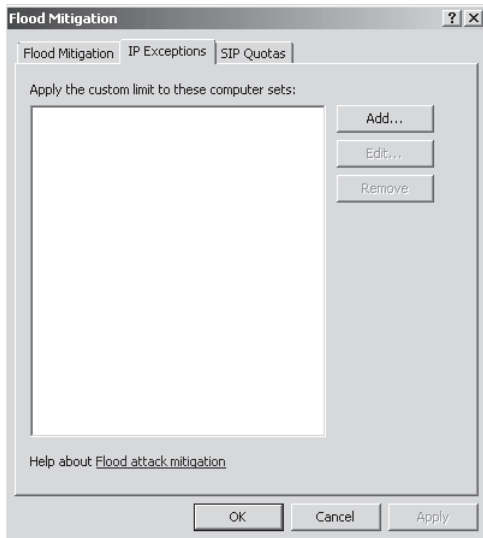 Flood Mitigation
? X
Flood Mitigation IP Exceptions SIP Quotas
Apply the custom limit to these computer sets:
Add...
Edit...
Remove
Help about Flood attack mitigation
OK Cancel Apply